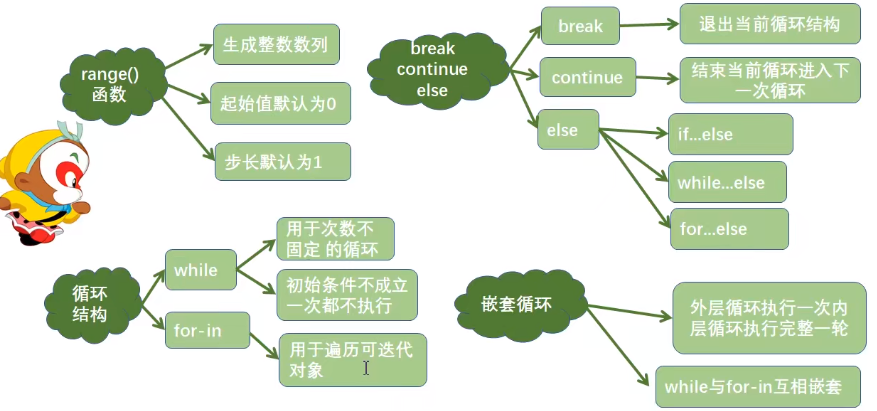 range()
函数
生成整数数列
起始值默认为0
步长默认为1
break
continue
else
break
退出当前循环结构
continue
结束当前循环进入下
一次循环
else
if...else
while...else
for...else
循环
结构
while
用于次数不
固定 的循环
初始条件不成立
一次都不执行
for-in
用于遍历可迭代
对象
嵌套循环
外层循环执行一次内
层循环执行完整一轮
while与for-in互相嵌套